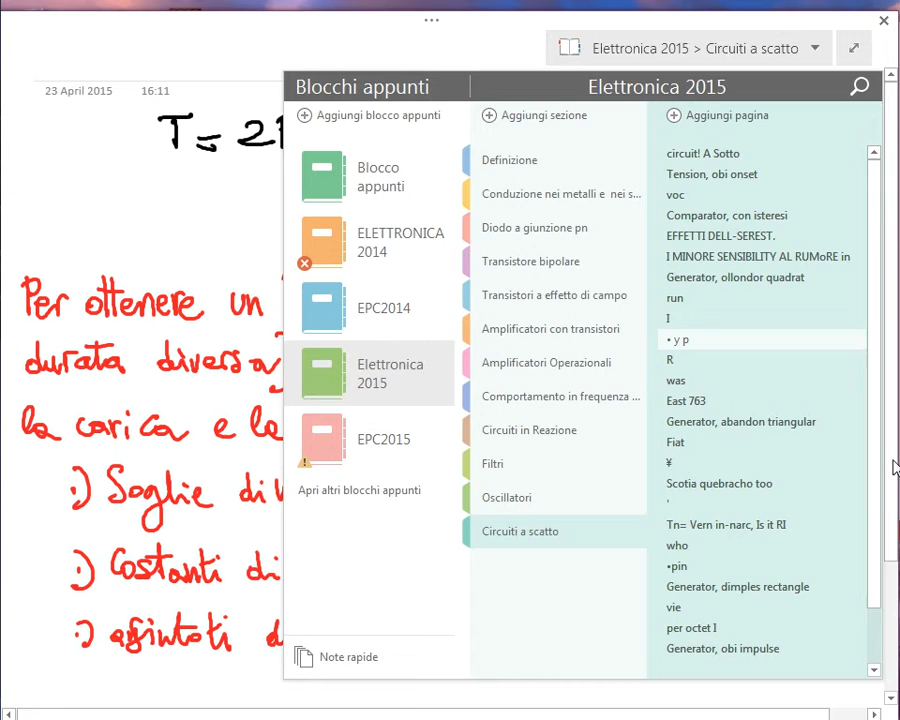 Elettronica 2015 > Circuiti a scatto
23 April 2015 16:11
T = 2
Per ottenere un
durata diversa
la carica e le
Soglie di
Costanti di
asintoti d
Blocchi appunti
Aggiungi blocco appunti
Blocco appunti
ELETTRONICA 2014
EPC2014
Elettronica 2015
EPC2015
Apri altri blocchi appunti
Note rapide
Elettronica 2015
Aggiungi sezione
Definizione
Conduzione nei metalli e nei s...
Diodo a giunzione pn
Transistore bipolare
Transistori a effetto di campo
Amplificatori con transistori
Amplificatori Operazionali
Comportamento in frequenza ...
Circuiti in Reazione
Filtri
Oscillatori
Circuiti a scatto
Aggiungi pagina
circuit! A Sotto
Tension, obi onset
voc
Comparator, con isteresi
EFFETTI DELL-SEREST.
I MINORE SENSIBILITY AL RUMoRE in
Generator, ollondor quadrat
run
I
• y p
R
was
East 763
Generator, abandon triangular
Fiat
¥
Scotia quebracho too
'
Tn= Vern in-narc, Is it RI
who
•pin
Generator, dimples rectangle
vie
per octet I
Generator, obi impulse